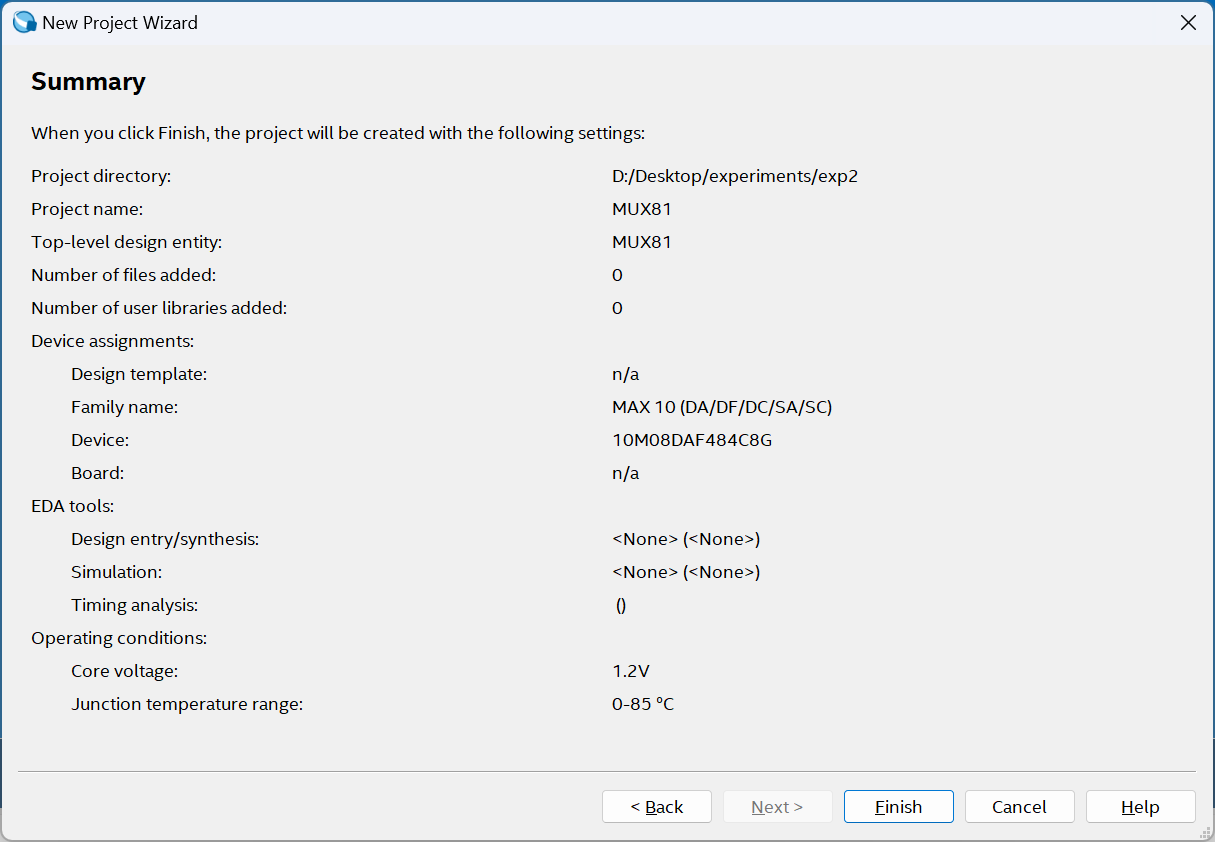 New Project Wizard
Summary
When you click Finish, the project will be created with the following settings:
Project directory: D:/Desktop/experiments/exp2
Project name: MUX81
Top-level design entity: MUX81
Number of files added: 0
Number of user libraries added: 0
Device assignments:
Design template: n/a
Family name: MAX 10 (DA/DF/DC/SA/SC)
Device: 10M08DAF484C8G
Board: n/a
EDA tools:
Design entry/synthesis: <None> (<None>)
Simulation: <None> (<None>)
Timing analysis: ()
Operating conditions:
Core voltage: 1.2V
Junction temperature range: 0-85 ºC
< Back Next > Finish Cancel Help